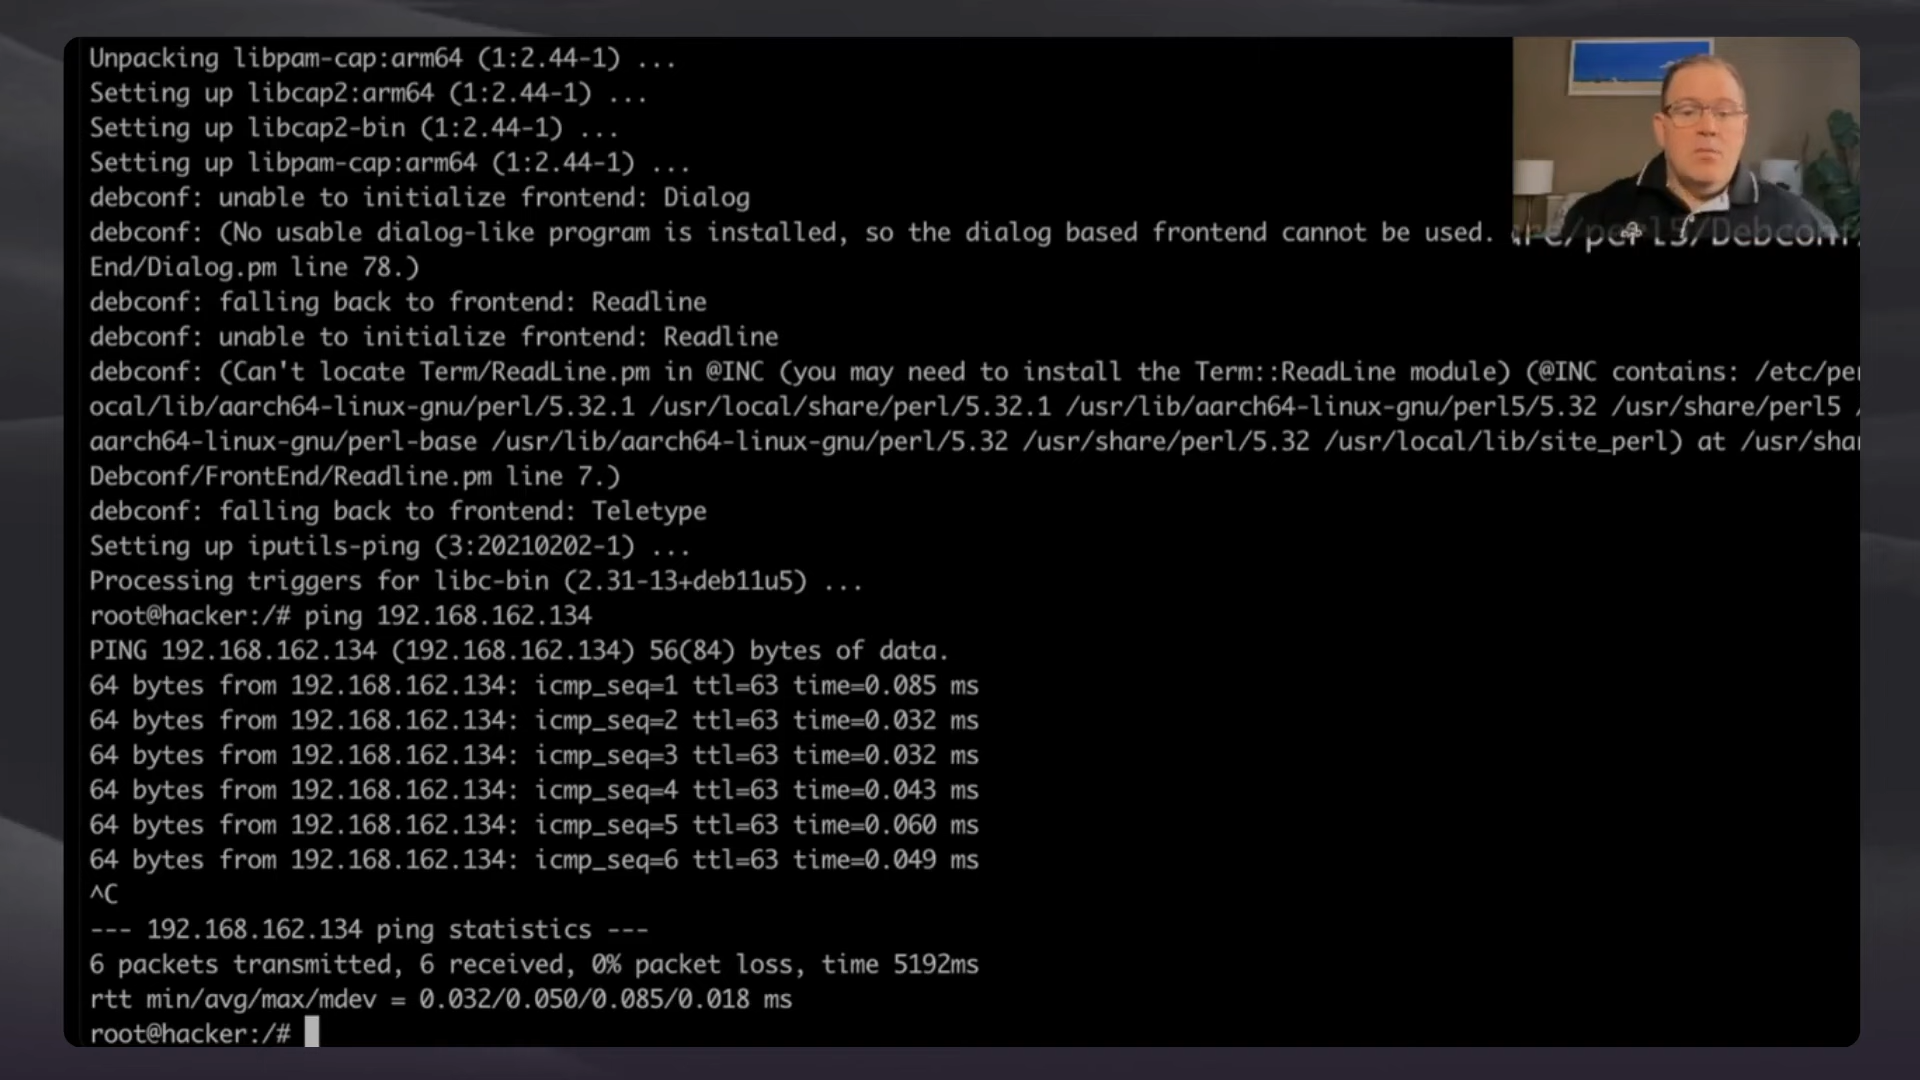 Unpacking libpam-cap:arm64 (1:2.44-1) ...
Setting up libcap2:arm64 (1:2.44-1) ...
Setting up libcap2-bin (1:2.44-1) ...
Setting up libpam-cap:arm64 (1:2.44-1) ...
debconf: unable to initialize frontend: Dialog
debconf: (No usable dialog-like program is installed, so the dialog based frontend cannot be used. are/perl5/Debconf/
End/Dialog.pm line 78.)
debconf: falling back to frontend: Readline
debconf: unable to initialize frontend: Readline
debconf: (Can't locate Term/ReadLine.pm in @INC (you may need to install the Term::ReadLine module) (@INC contains: /etc/per
ocal/lib/aarch64-linux-gnu/perl/5.32.1 /usr/local/share/perl/5.32.1 /usr/lib/aarch64-linux-gnu/perl5/5.32 /usr/share/perl5 /
aarch64-linux-gnu/perl-base /usr/lib/aarch64-linux-gnu/perl/5.32 /usr/share/perl/5.32 /usr/local/lib/site_perl) at /usr/shar
Debconf/FrontEnd/Readline.pm line 7.)
debconf: falling back to frontend: Teletype
Setting up iputils-ping (3:20210202-1) ...
Processing triggers for libc-bin (2.31-13+deb11u5) ...
root@hacker:/# ping 192.168.162.134
PING 192.168.162.134 (192.168.162.134) 56(84) bytes of data.
64 bytes from 192.168.162.134: icmp_seq=1 ttl=63 time=0.085 ms
64 bytes from 192.168.162.134: icmp_seq=2 ttl=63 time=0.032 ms
64 bytes from 192.168.162.134: icmp_seq=3 ttl=63 time=0.032 ms
64 bytes from 192.168.162.134: icmp_seq=4 ttl=63 time=0.043 ms
64 bytes from 192.168.162.134: icmp_seq=5 ttl=63 time=0.060 ms
64 bytes from 192.168.162.134: icmp_seq=6 ttl=63 time=0.049 ms
^C
--- 192.168.162.134 ping statistics ---
6 packets transmitted, 6 received, 0% packet loss, time 5192ms
rtt min/avg/max/mdev = 0.032/0.050/0.085/0.018 ms
root@hacker:/#